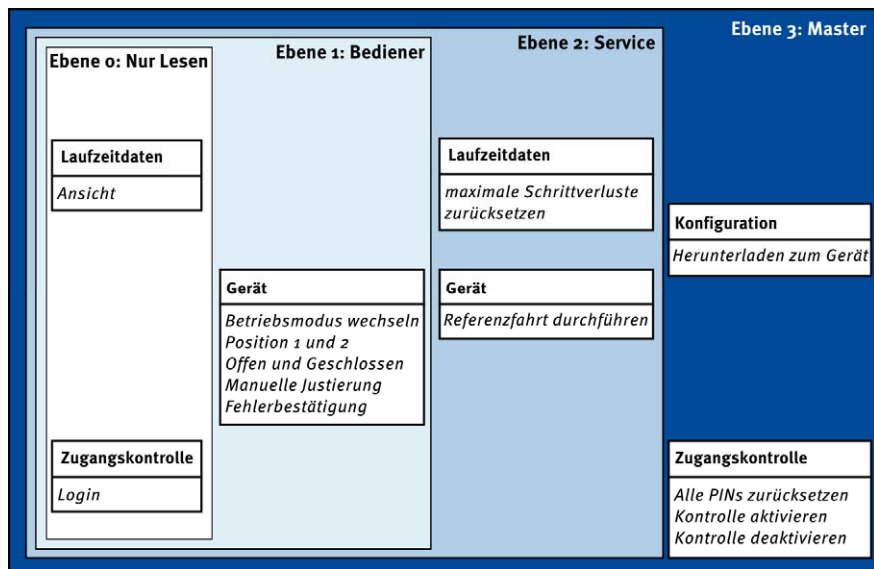 Ebene 0: Nur Lesen
Laufzeitdaten
Ansicht
Zugangskontrolle
Login
Ebene 1: Bediener
Gerät
Betriebsmodus wechseln
Position 1 und 2
Offen und Geschlossen
Manuelle Justierung
Fehlerbestätigung
Ebene 2: Service
Laufzeitdaten
maximale Schrittverluste
zurücksetzen
Gerät
Referenzfahrt durchführen
Ebene 3: Master
Konfiguration
Herunterladen zum Gerät
Zugangskontrolle
Alle PINs zurücksetzen
Kontrolle aktivieren
Kontrolle deaktivieren